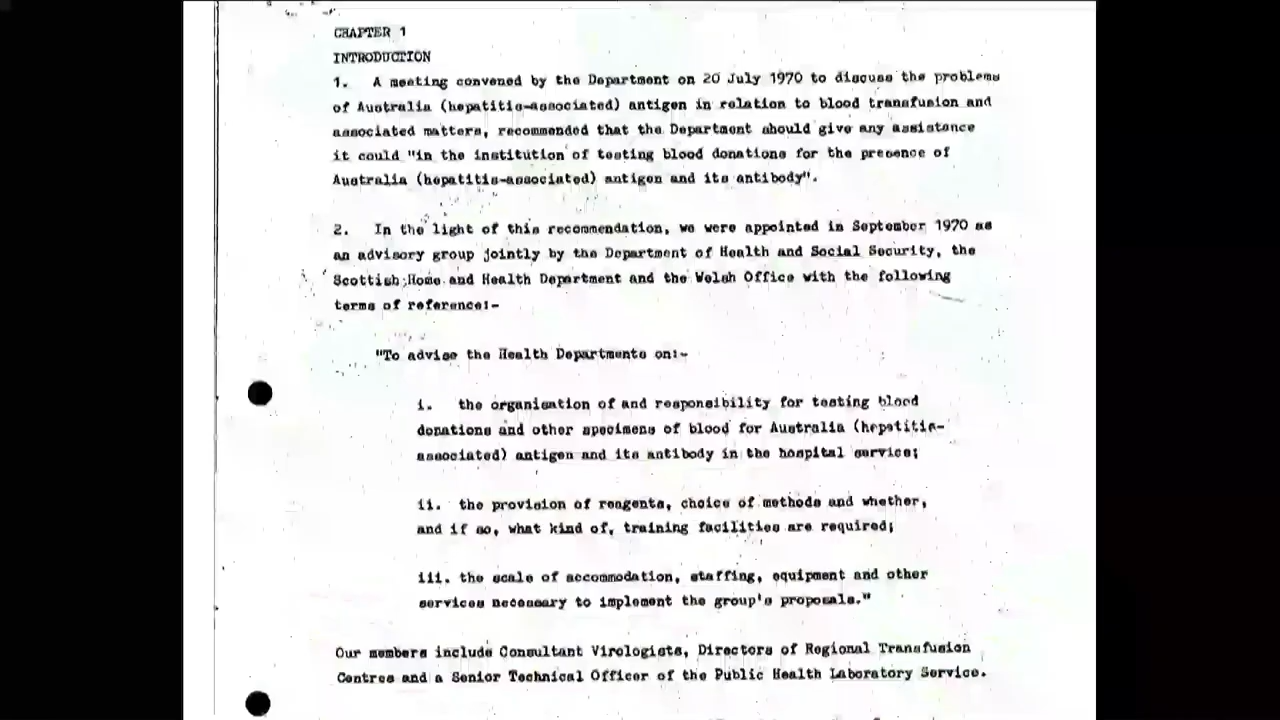 CHAPTER 1
INTRODUCTION
1. A meeting convened by the Department on 20 July 1970 to discuss the problems
of Australia (hepatitis-associated) antigen in relation to blood transfusion and
associated matters, recommended that the Department should give any assistance
it could "in the institution of testing blood donations for the presence of
Australia (hepatitis-associated) antigen and its antibody".
2. In the light of this recommendation, we were appointed in September 1970 as
an advisory group jointly by the Department of Health and Social Security, the
Scottish Home and Health Department and the Welsh Office with the following
terms of reference:-
"To advise the Health Departments on:-
i. the organisation of and responsibility for testing blood
donations and other specimens of blood for Australia (hepatitis-
associated) antigen and its antibody in the hospital service;
ii. the provision of reagents, choice of methods and whether,
and if so, what kind of, training facilities are required;
iii. the scale of accommodation, staffing, equipment and other
services necessary to implement the group's proposals."
Our members include Consultant Virologists, Directors of Regional Transfusion
Centres and a Senior Technical Officer of the Public Health Laboratory Service.